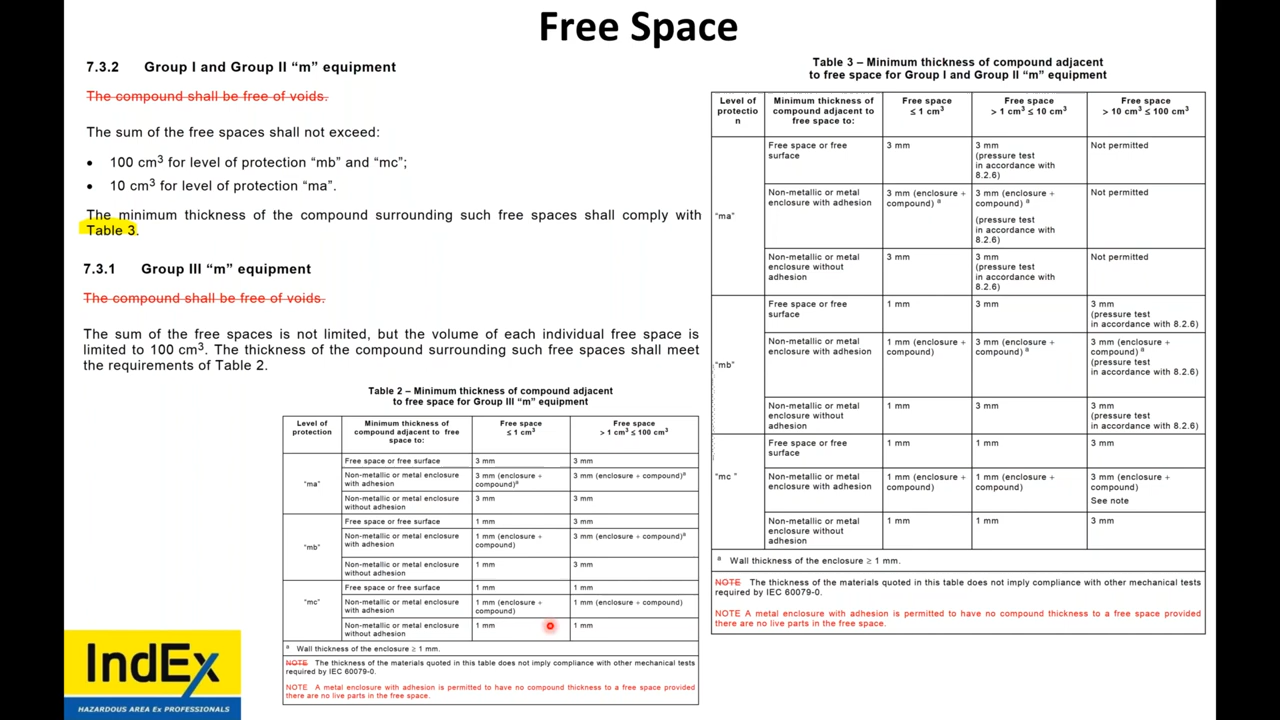 Free Space
7.3.2 Group I and Group II “m” equipment
The compound shall be free of voids.
The sum of the free spaces shall not exceed:
• 100 cm³ for level of protection “mb” and “mc”;
• 10 cm³ for level of protection “ma”.
The minimum thickness of the compound surrounding such free spaces shall comply with
Table 3.
7.3.1 Group III “m” equipment
The compound shall be free of voids.
The sum of the free spaces is not limited, but the volume of each individual free space is
limited to 100 cm³. The thickness of the compound surrounding such free spaces shall meet
the requirements of Table 2.
Table 2 – Minimum thickness of compound adjacent
to free space for Group III “m” equipment
Level of protection Minimum thickness of compound adjacent to free space to: Free space ≤ 1 cm³ Free space > 1 cm³ ≤ 100 cm³
“ma”
Free space or free surface 3 mm 3 mm
Non-metallic or metal enclosure with adhesion 3 mm (enclosure + compound)ᵃ 3 mm (enclosure + compound)ᵃ
Non-metallic or metal enclosure without adhesion 3 mm 3 mm
“mb”
Free space or free surface 1 mm 3 mm
Non-metallic or metal enclosure with adhesion 1 mm (enclosure + compound) 3 mm (enclosure + compound)ᵃ
Non-metallic or metal enclosure without adhesion 1 mm 3 mm
“mc”
Free space or free surface 1 mm 1 mm
Non-metallic or metal enclosure with adhesion 1 mm (enclosure + compound) 1 mm (enclosure + compound)
Non-metallic or metal enclosure without adhesion 1 mm 1 mm
ᵃ Wall thickness of the enclosure ≥ 1 mm.
NOTE The thickness of the materials quoted in this table does not imply compliance with other mechanical tests
required by IEC 60079-0.
NOTE A metal enclosure with adhesion is permitted to have no compound thickness to a free space provided
there are no live parts in the free space.
Table 3 – Minimum thickness of compound adjacent
to free space for Group I and Group II “m” equipment
Level of protectio n Minimum thickness of compound adjacent to free space to: Free space ≤ 1 cm³ Free space > 1 cm³ ≤ 10 cm³ Free space > 10 cm³ ≤ 100 cm³
“ma”
Free space or free surface 3 mm 3 mm (pressure test in accordance with 8.2.6) Not permitted
Non-metallic or metal enclosure with adhesion 3 mm (enclosure + compound) ᵃ 3 mm (enclosure + compound) ᵃ (pressure test in accordance with 8.2.6) Not permitted
Non-metallic or metal enclosure without adhesion 3 mm 3 mm (pressure test in accordance with 8.2.6) Not permitted
“mb”
Free space or free surface 1 mm 3 mm 3 mm (pressure test in accordance with 8.2.6)
Non-metallic or metal enclosure with adhesion 1 mm (enclosure + compound) 3 mm (enclosure + compound) ᵃ 3 mm (enclosure + compound) ᵃ (pressure test in accordance with 8.2.6)
Non-metallic or metal enclosure without adhesion 1 mm 3 mm 3 mm (pressure test in accordance with 8.2.6)
“mc ”
Free space or free surface 1 mm 1 mm 3 mm
Non-metallic or metal enclosure with adhesion 1 mm (enclosure + compound) 1 mm (enclosure + compound) 3 mm (enclosure + compound) See note
Non-metallic or metal enclosure without adhesion 1 mm 1 mm 3 mm
ᵃ Wall thickness of the enclosure ≥ 1 mm.
NOTE The thickness of the materials quoted in this table does not imply compliance with other mechanical tests
required by IEC 60079-0.
NOTE A metal enclosure with adhesion is permitted to have no compound thickness to a free space provided
there are no live parts in the free space.
IndEx
HAZARDOUS AREA Ex PROFESSIONALS